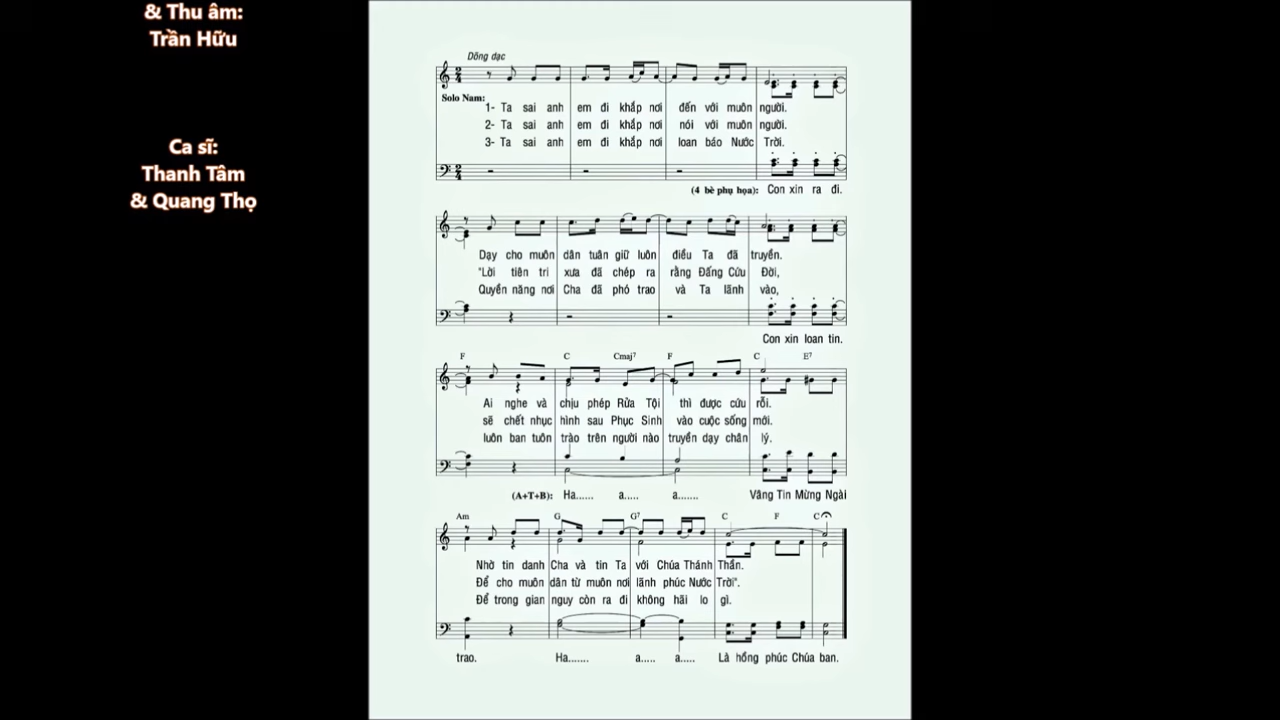 & Thu âm:
Trần Hữu
Ca sĩ:
Thanh Tâm
& Quang Thọ
Dõng dạc
Solo Nam:
1- Ta sai anh em đi khắp nơi đến với muôn người.
2- Ta sai anh em đi khắp nơi nói với muôn người.
3- Ta sai anh em đi khắp nơi loan báo Nước Trời.
(4 bè phụ họa): Con xin ra đi.
Dạy cho muôn dân tuân giữ luôn điều Ta đã truyền.
"Lời tiên tri xưa đã chép ra rằng Đấng Cứu Đời,
Quyền năng nơi Cha đã phó trao và Ta lãnh vào,
Con xin loan tin.
F C Cmaj7 F C E7
Ai nghe và chịu phép Rửa Tội thì được cứu rỗi.
sẽ chết nhục hình sau Phục Sinh vào cuộc sống mới.
luôn ban tuôn trào trên người nào truyền dạy chân lý.
(A+T+B): Ha...... a..... a....... Vâng Tin Mừng Ngài
Am G G7 C F C
Nhờ tin danh Cha và tin Ta với Chúa Thánh Thần.
Để cho muôn dân từ muôn nơi lãnh phúc Nước Trời".
Để trong gian nguy còn ra đi không hãi lo gì.
trao. Ha....... a..... a..... Là hồng phúc Chúa ban.